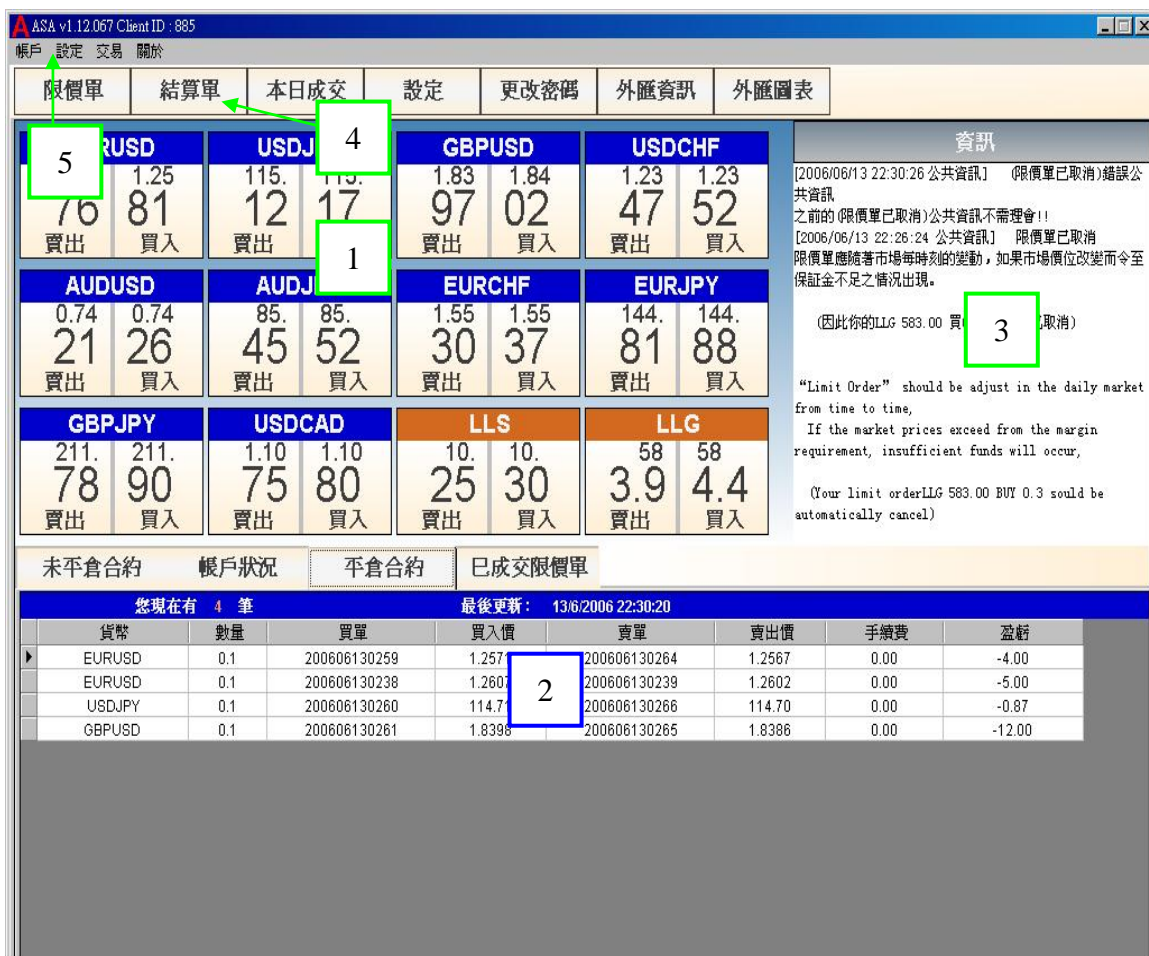 ASA v1.12.067 Client ID : 885
帳戶 設定 交易 關於
限價單 結算單 本日成交 設定 更改密碼 外匯資訊 外匯圖表
5 4
RUSD USDJ GBPUSD USDCHF
1.25 115. 115. 1.83 1.84 1.23 1.23
76 81 12 17 97 02 47 52
賣出 買入 賣出 賣出 買入 賣出 買入
1
AUDUSD AUDJ EURCHF EURJPY
0.74 0.74 85. 85. 1.55 1.55 144. 144.
21 26 45 52 30 37 81 88
賣出 買入 賣出 買入 賣出 買入 賣出 買入
GBPJPY USDCAD LLS LLG
211. 211. 1.10 1.10 10. 10. 58 58
78 90 75 80 25 30 3.9 4.4
賣出 買入 賣出 買入 賣出 買入 賣出 買入
資訊
[2006/06/13 22:30:26 公共資訊] (限價單已取消)錯誤公
共資訊
之前的(限價單已取消)公共資訊不需理會!!
[2006/06/13 22:26:24 公共資訊] 限價單已取消
限價單應隨著市場每時刻的變動，如果市場價位改變而令至
保証金不足之情況出現。
(因此你的LLG 583.00 買 取消)
3
“Limit Order” should be adjust in the daily market
from time to time,
If the market prices exceed from the margin
requirement, insufficient funds will occur,
(Your limit orderLLG 583.00 BUY 0.3 sould be
automatically cancel)
未平倉合約 帳戶狀況 平倉合約 已成交限價單
您現在有 4 筆 最後更新： 13/6/2006 22:30:20
貨幣 數量 買單 買入價 賣單 賣出價 手續費 盈虧
EURUSD 0.1 200606130259 1.2571 200606130264 1.2567 0.00 -4.00
EURUSD 0.1 200606130238 1.2607 200606130239 1.2602 0.00 -5.00
USDJPY 0.1 200606130260 114.71 200606130266 114.70 0.00 -0.87
GBPUSD 0.1 200606130261 1.8398 200606130265 1.8386 0.00 -12.00
2